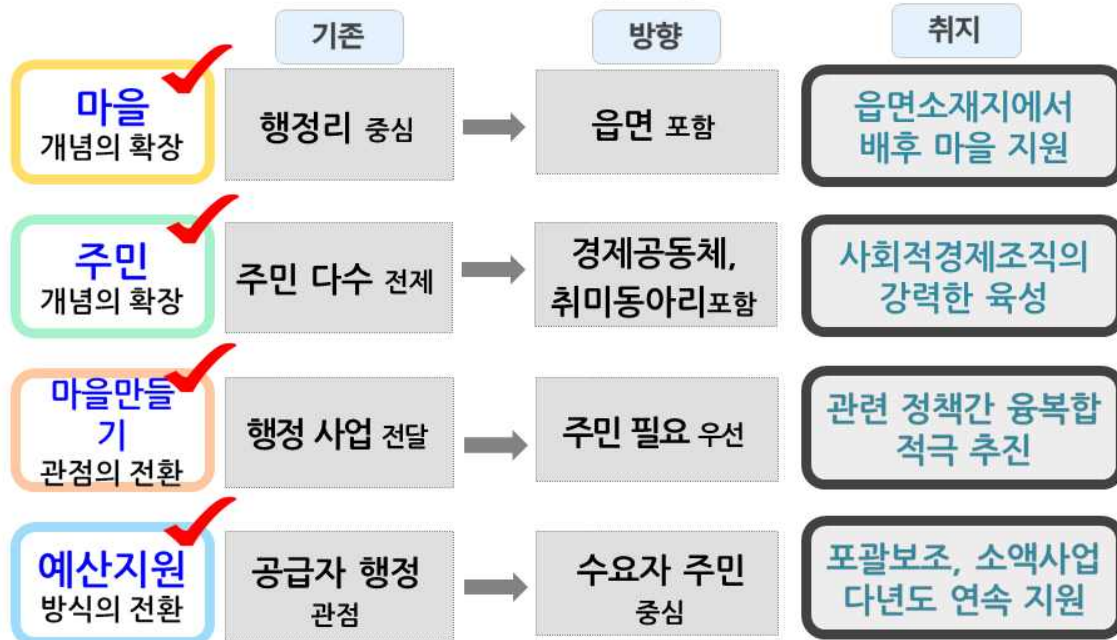 기존
방향
취지
마을
개념의 확장
행정리 중심
읍면 포함
읍면소재지에서
배후 마을 지원
주민
개념의 확장
주민 다수 전제
경제공동체,
취미동아리포함
사회적경제조직의
강력한 육성
마을만들
기
관점의 전환
행정 사업 전달
주민 필요 우선
관련 정책간 융복합
적극 추진
예산지원
방식의 전환
공급자 행정
관점
수요자 주민
중심
포괄보조, 소액사업
다년도 연속 지원